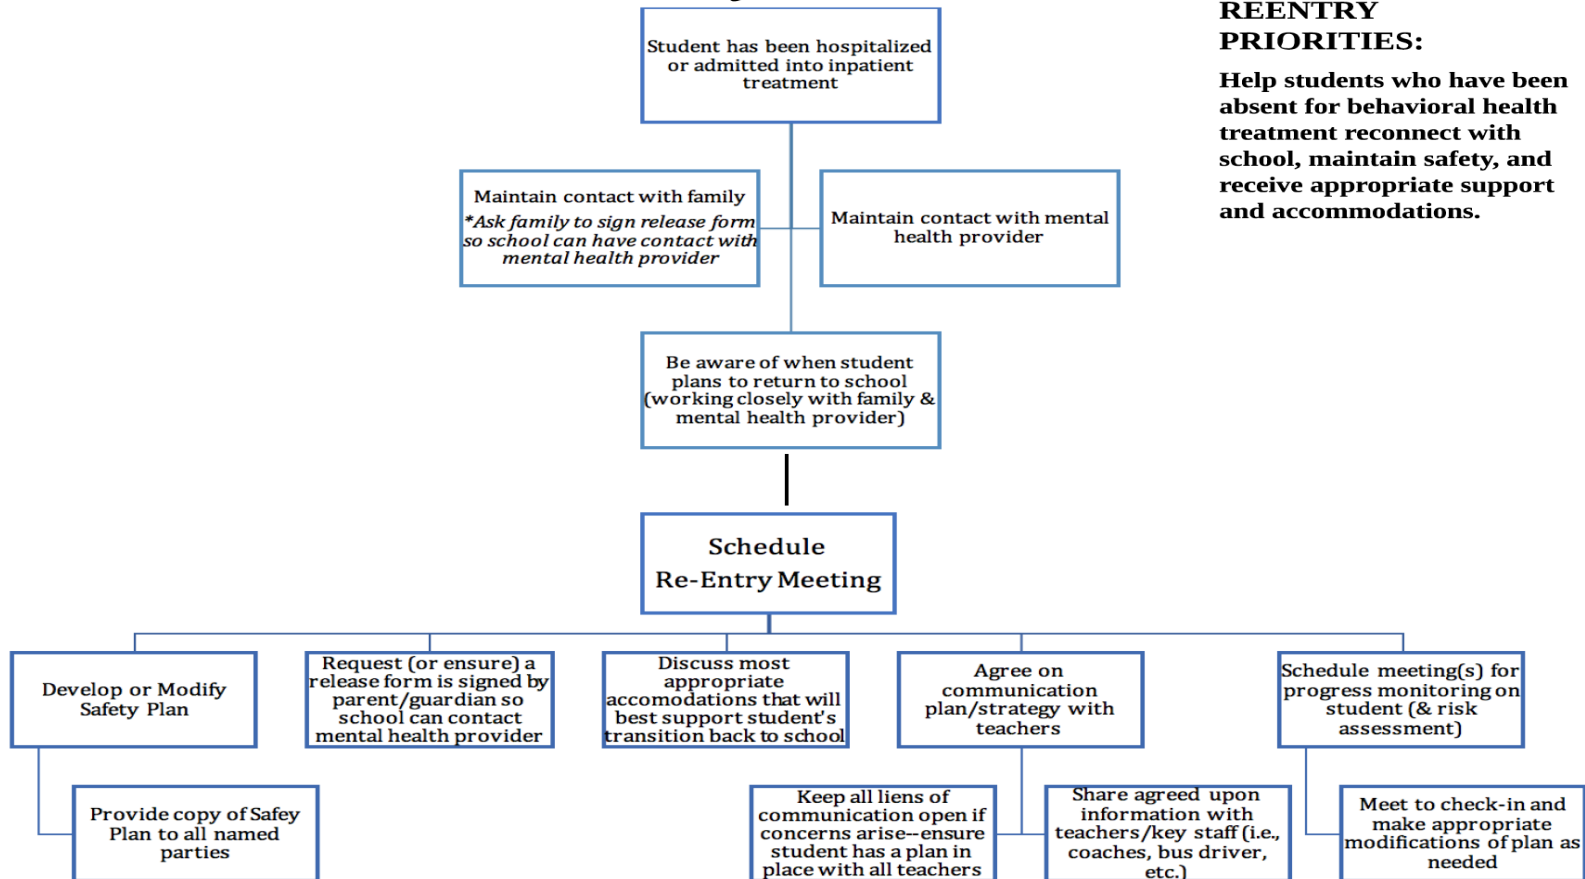 REENTRY
PRIORITIES:
Help students who have been
absent for behavioral health
treatment reconnect with
school, maintain safety, and
receive appropriate support
and accommodations.
Student has been hospitalized
or admitted into inpatient
treatment
Maintain contact with family
*Ask family to sign release form
so school can have contact with
mental health provider
Maintain contact with mental
health provider
Be aware of when student
plans to return to school
(working closely with family &
mental health provider)
Schedule
Re-Entry Meeting
Develop or Modify
Safety Plan
Request (or ensure) a
release form is signed by
parent/guardian so
school can contact
mental health provider
Discuss most
appropriate
accomodations that will
best support student's
transition back to school
Agree on
communication
plan/strategy with
teachers
Schedule meeting(s) for
progress monitoring on
student (& risk
assessment)
Provide copy of Safey
Plan to all named
parties
Keep all liens of
communication open if
concerns arise--ensure
student has a plan in
place with all teachers
Share agreed upon
information with
teachers/key staff (i.e.,
coaches, bus driver,
etc.)
Meet to check-in and
make appropriate
modifications of plan as
needed